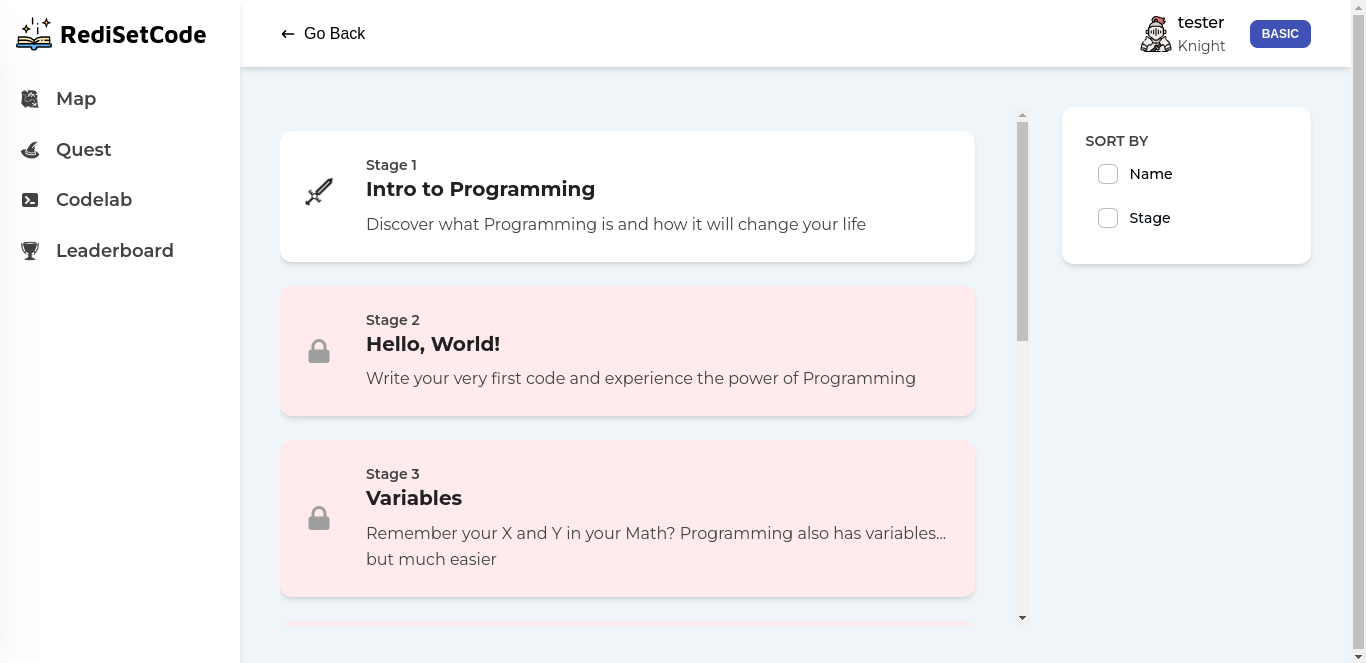 RediSetCode
Map
Quest
Codelab
Leaderboard
Go Back
tester
Knight
BASIC
Stage 1
Intro to Programming
Discover what Programming is and how it will change your life
Stage 2
Hello, World!
Write your very first code and experience the power of Programming
Stage 3
Variables
Remember your X and Y in your Math? Programming also has variables...
but much easier
SORT BY
Name
Stage